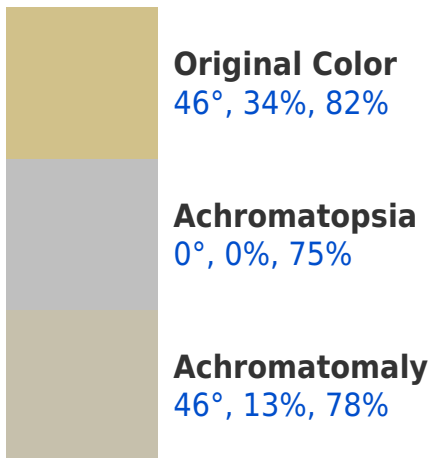 Original Color
46°, 34%, 82%
Achromatopsia
0°, 0%, 75%
Achromatomaly
46°, 13%, 78%